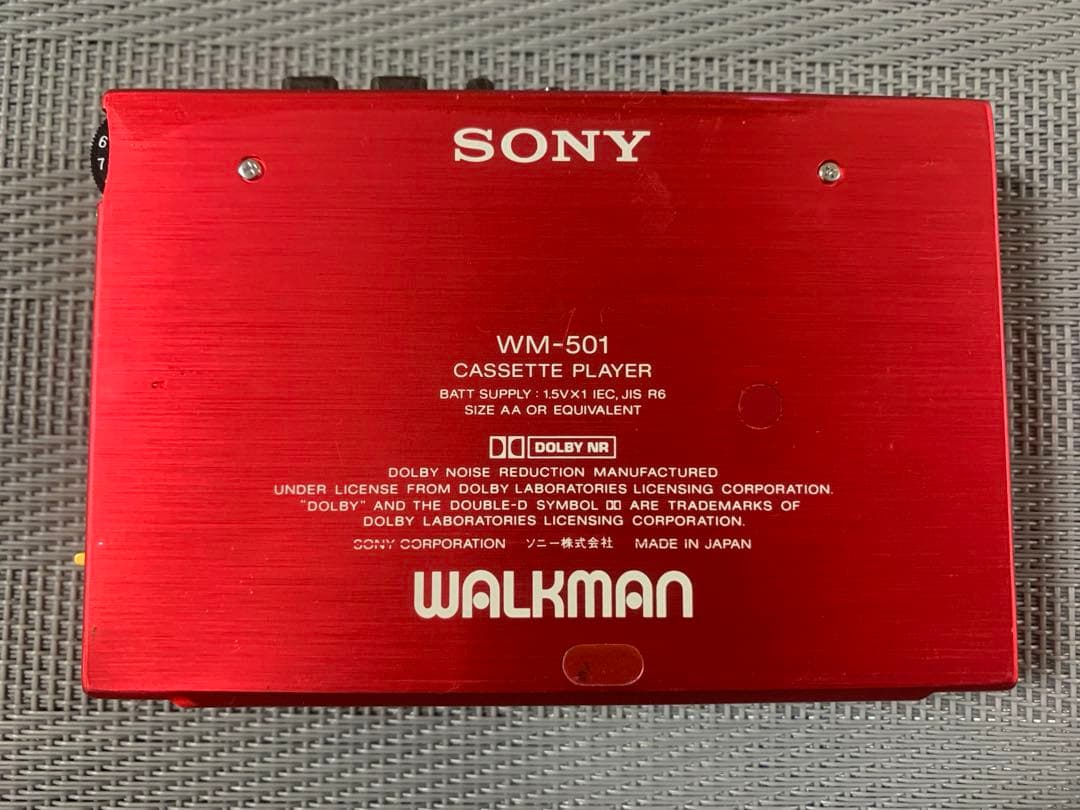 6
7
SONY
WM-501
CASSETTE PLAYER
BATT SUPPLY : 1.5V×1 IEC, JIS R6
SIZE AA OR EQUIVALENT
DOLBY NR
DOLBY NOISE REDUCTION MANUFACTURED
UNDER LICENSE FROM DOLBY LABORATORIES LICENSING CORPORATION.
"DOLBY" AND THE DOUBLE-D SYMBOL ARE TRADEMARKS OF
DOLBY LABORATORIES LICENSING CORPORATION.
SONY CORPORATION ソニー株式会社 MADE IN JAPAN
WALKMAN